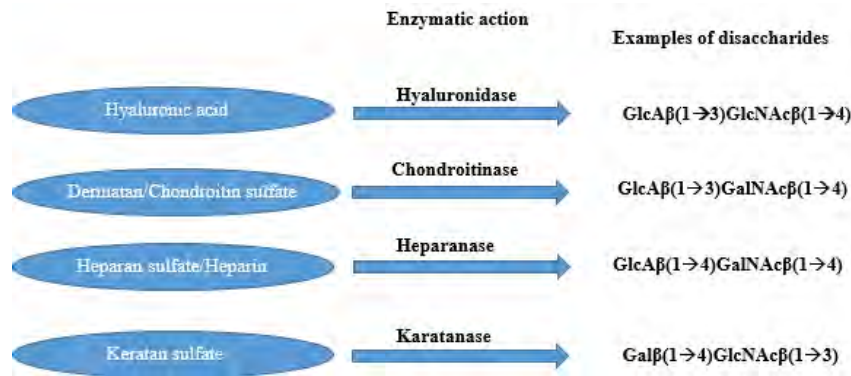 Enzymatic action
Examples of disaccharides
Hyaluronic acid
Hyaluronidase
GlcAβ(1→3)GlcNAcβ(1→4)
Dermatan/Chondroitin sulfate
Chondroitinase
GlcAβ(1→3)GalNAcβ(1→4)
Heparan sulfate/Heparin
Heparanase
GlcAβ(1→4)GalNAcβ(1→4)
Keratan sulfate
Karatanase
Galβ(1→4)GlcNAcβ(1→3)